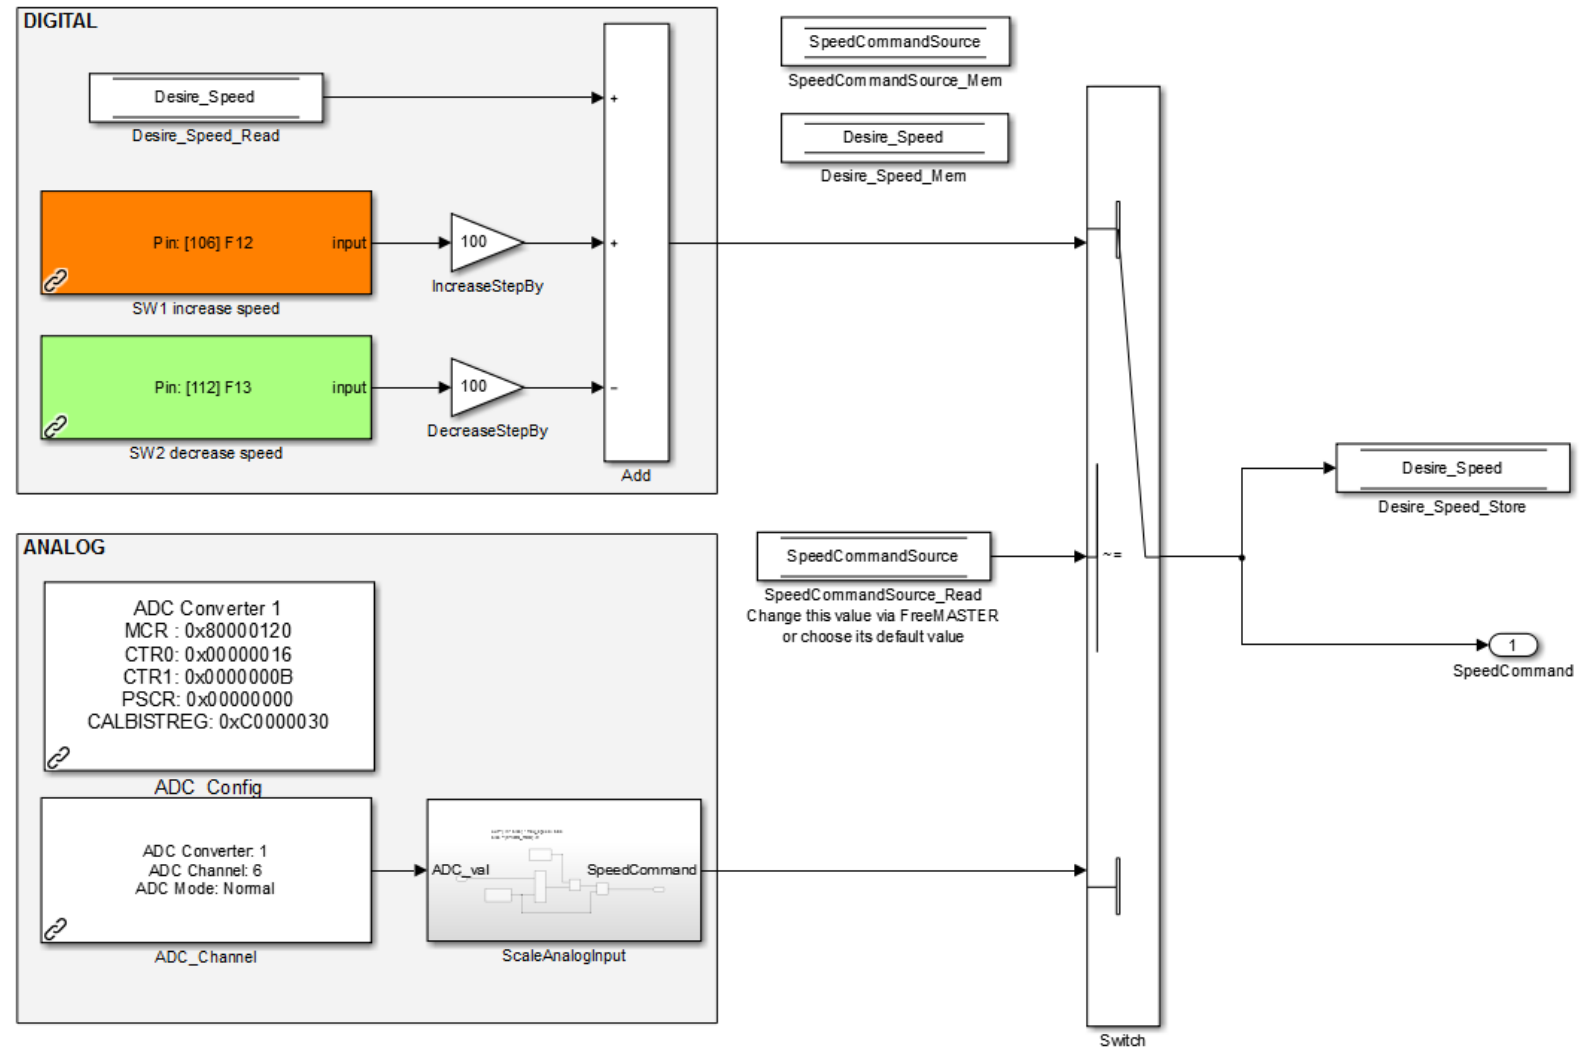 DIGITAL
Desire_Speed
Desire_Speed_Read
+
Pin: [106] F12
input
SW1 increase speed
100
IncreaseStepBy
+
Pin: [112] F13
input
SW2 decrease speed
100
DecreaseStepBy
−
Add
SpeedCommandSource
SpeedCommandSource_Mem
Desire_Speed
Desire_Speed_Mem
ANALOG
ADC Converter 1
MCR : 0x80000120
CTR0: 0x00000016
CTR1: 0x0000000B
PSCR: 0x00000000
CALBISTREG: 0xC0000030
ADC_Config
ADC Converter: 1
ADC Channel: 6
ADC Mode: Normal
ADC_Channel
ADC_val
SpeedCommand
ScaleAnalogInput
SpeedCommandSource
SpeedCommandSource_Read
Change this value via FreeMASTER
or choose its default value
~=
Switch
Desire_Speed
Desire_Speed_Store
1
SpeedCommand